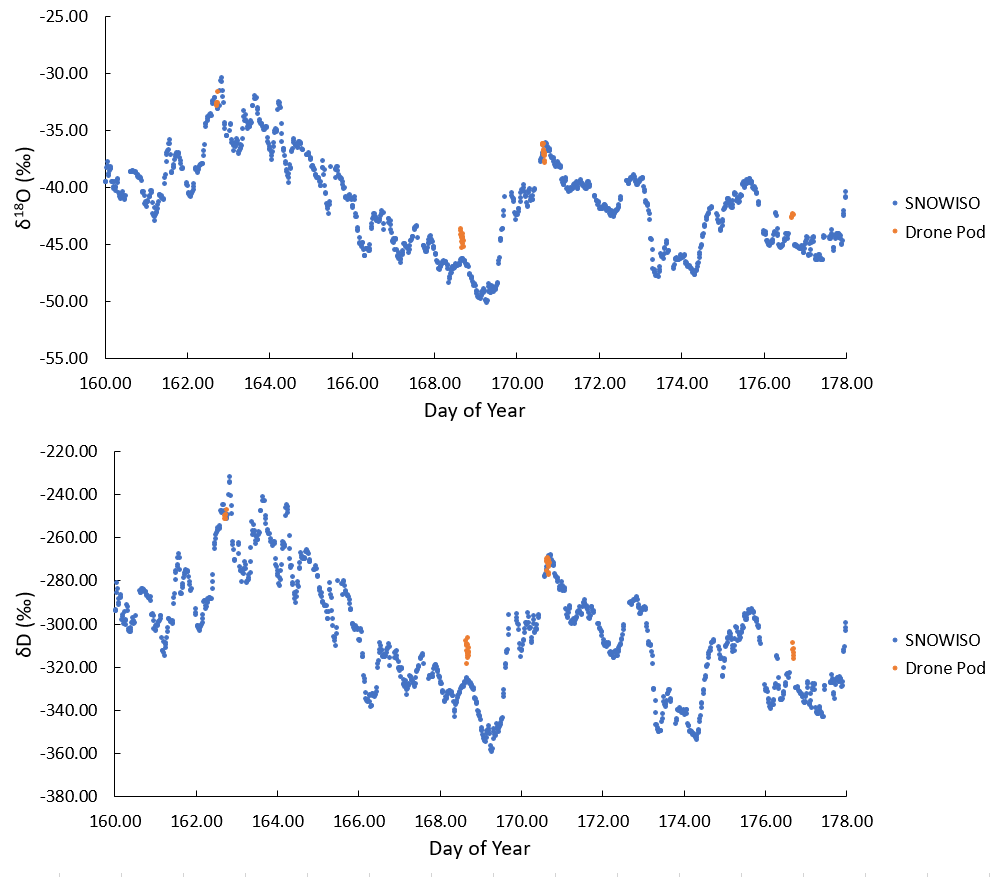 -25.00
-30.00
-35.00
-40.00
-45.00
-50.00
-55.00
δ¹⁸O (‰)
160.00 162.00 164.00 166.00 168.00 170.00 172.00 174.00 176.00 178.00
Day of Year
SNOWISO
Drone Pod
-220.00
-240.00
-260.00
-280.00
-300.00
-320.00
-340.00
-360.00
-380.00
δD (‰)
160.00 162.00 164.00 166.00 168.00 170.00 172.00 174.00 176.00 178.00
Day of Year
SNOWISO
Drone Pod